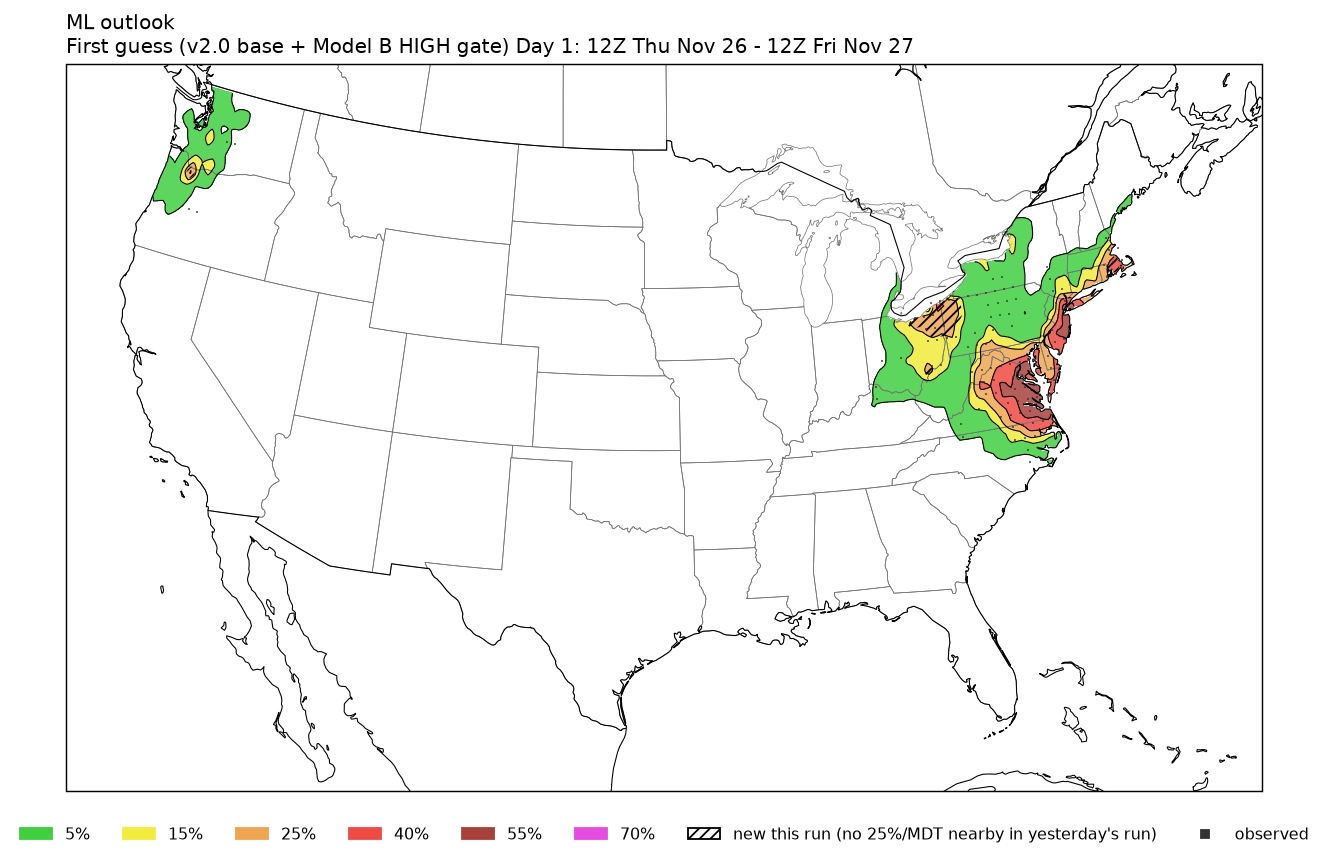 ML outlook
First guess (v2.0 base + Model B HIGH gate) Day 1: 12Z Thu Nov 26 - 12Z Fri Nov 27
5% 15% 25% 40% 55% 70% new this run (no 25%/MDT nearby in yesterday's run) observed